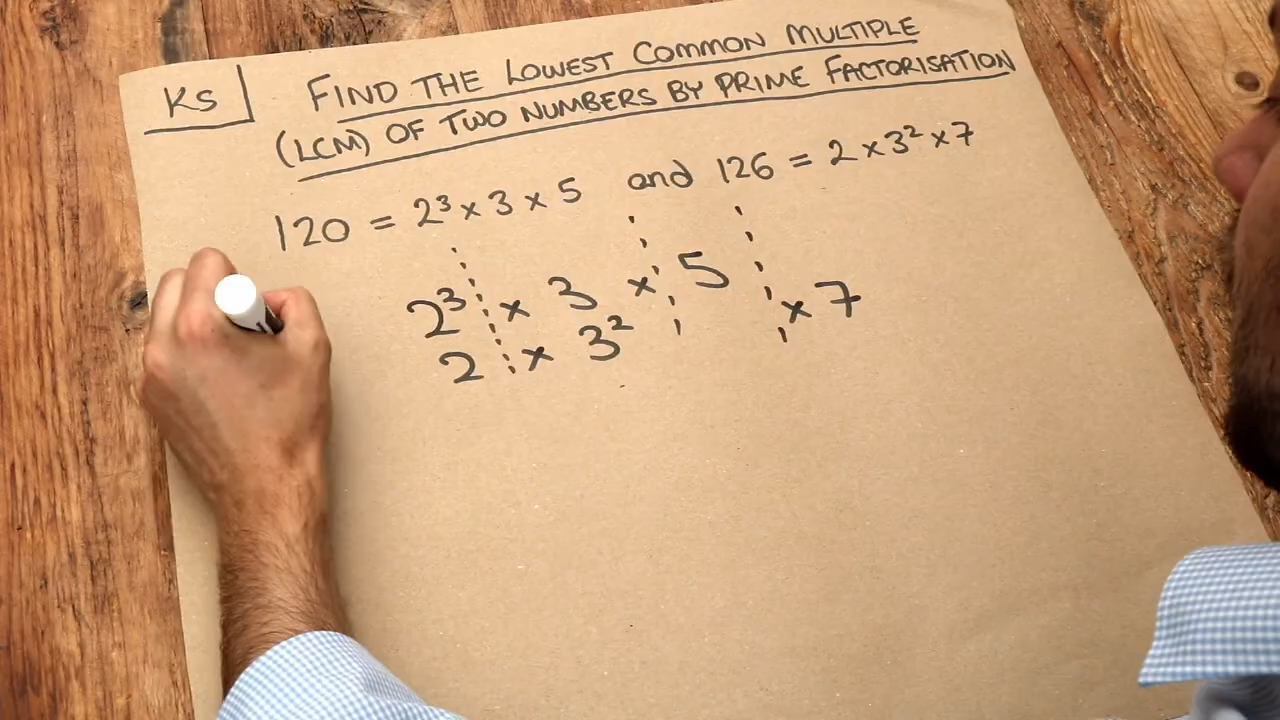 KS
FIND THE LOWEST COMMON MULTIPLE
(LCM) OF TWO NUMBERS BY PRIME FACTORISATION
120 = 2³ × 3 × 5 and 126 = 2 × 3² × 7
2³ × 3 × 5
2 × 3² × 7